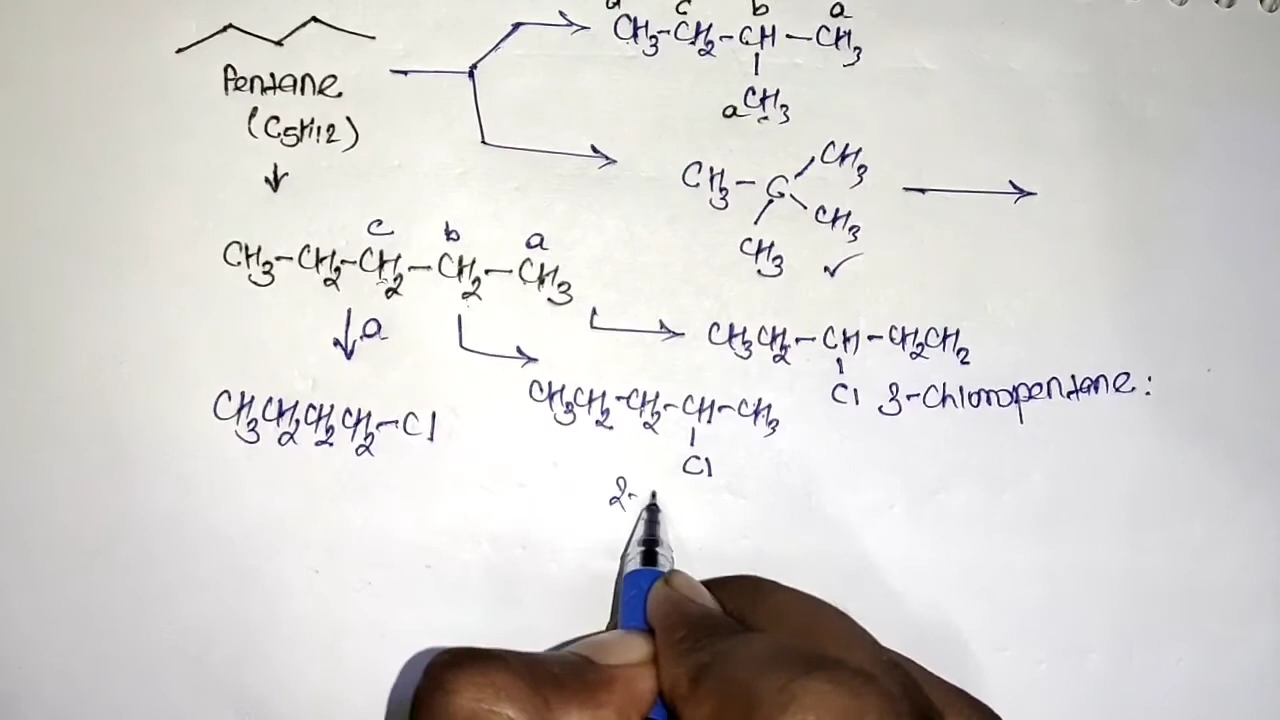 a c b a
CH3-CH2-CH-CH3
aCH3
Pentane
(C5H12)
CH3-C
CH3
CH3
CH3
c b a
CH3-CH2-CH2-CH2-CH3
a
CH3CH2-CH-CH2CH2
Cl 3-Chloropentane:
CH3CH2CH2CH2-Cl
CH3CH2-CH2-CH-CH3
Cl
2-